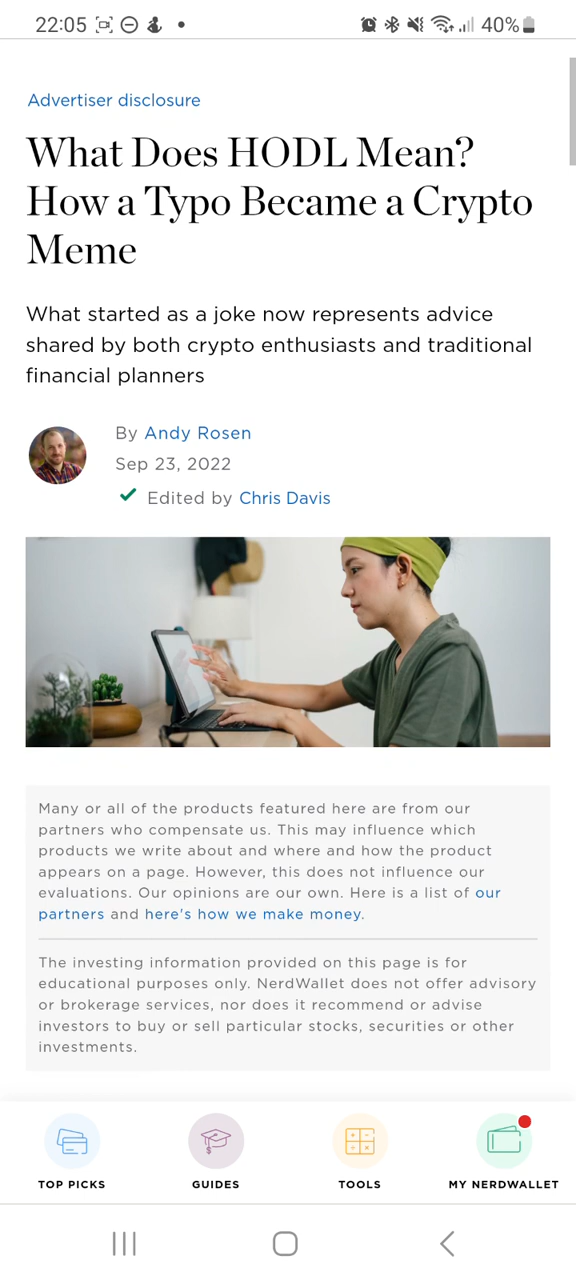 22:05 40%
Advertiser disclosure
What Does HODL Mean?
How a Typo Became a Crypto
Meme
What started as a joke now represents advice
shared by both crypto enthusiasts and traditional
financial planners
By Andy Rosen
Sep 23, 2022
Edited by Chris Davis
Many or all of the products featured here are from our
partners who compensate us. This may influence which
products we write about and where and how the product
appears on a page. However, this does not influence our
evaluations. Our opinions are our own. Here is a list of our
partners and here's how we make money.
The investing information provided on this page is for
educational purposes only. NerdWallet does not offer advisory
or brokerage services, nor does it recommend or advise
investors to buy or sell particular stocks, securities or other
investments.
TOP PICKS GUIDES TOOLS MY NERDWALLET